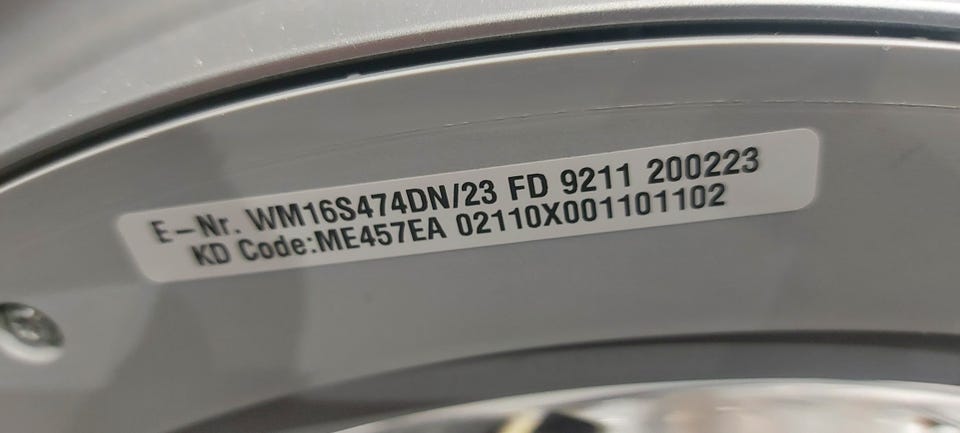 E-Nr. WM16S474DN/23 FD 9211 200223
KD Code:ME457EA 02110X001101102